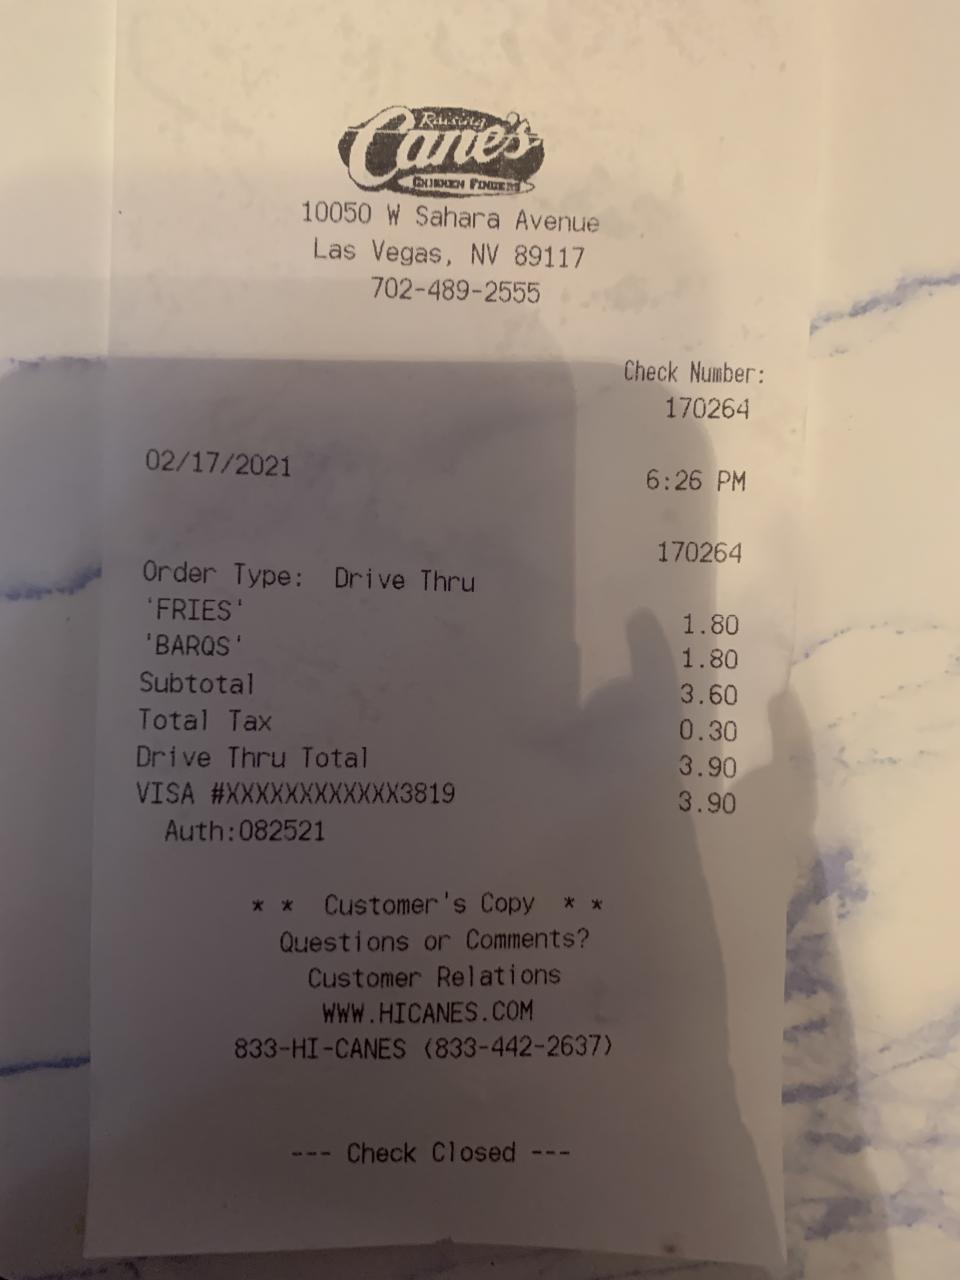 Raising
Cane's
CHICKEN FINGERS
10050 W Sahara Avenue
Las Vegas, NV 89117
702-489-2555
Check Number:
170264
02/17/2021 6:26 PM
170264
Order Type: Drive Thru
'FRIES' 1.80
'BARQS' 1.80
Subtotal 3.60
Total Tax 0.30
Drive Thru Total 3.90
VISA #XXXXXXXXXXXX3819 3.90
Auth:082521
* * Customer's Copy * *
Questions or Comments?
Customer Relations
WWW.HICANES.COM
833-HI-CANES (833-442-2637)
--- Check Closed ---